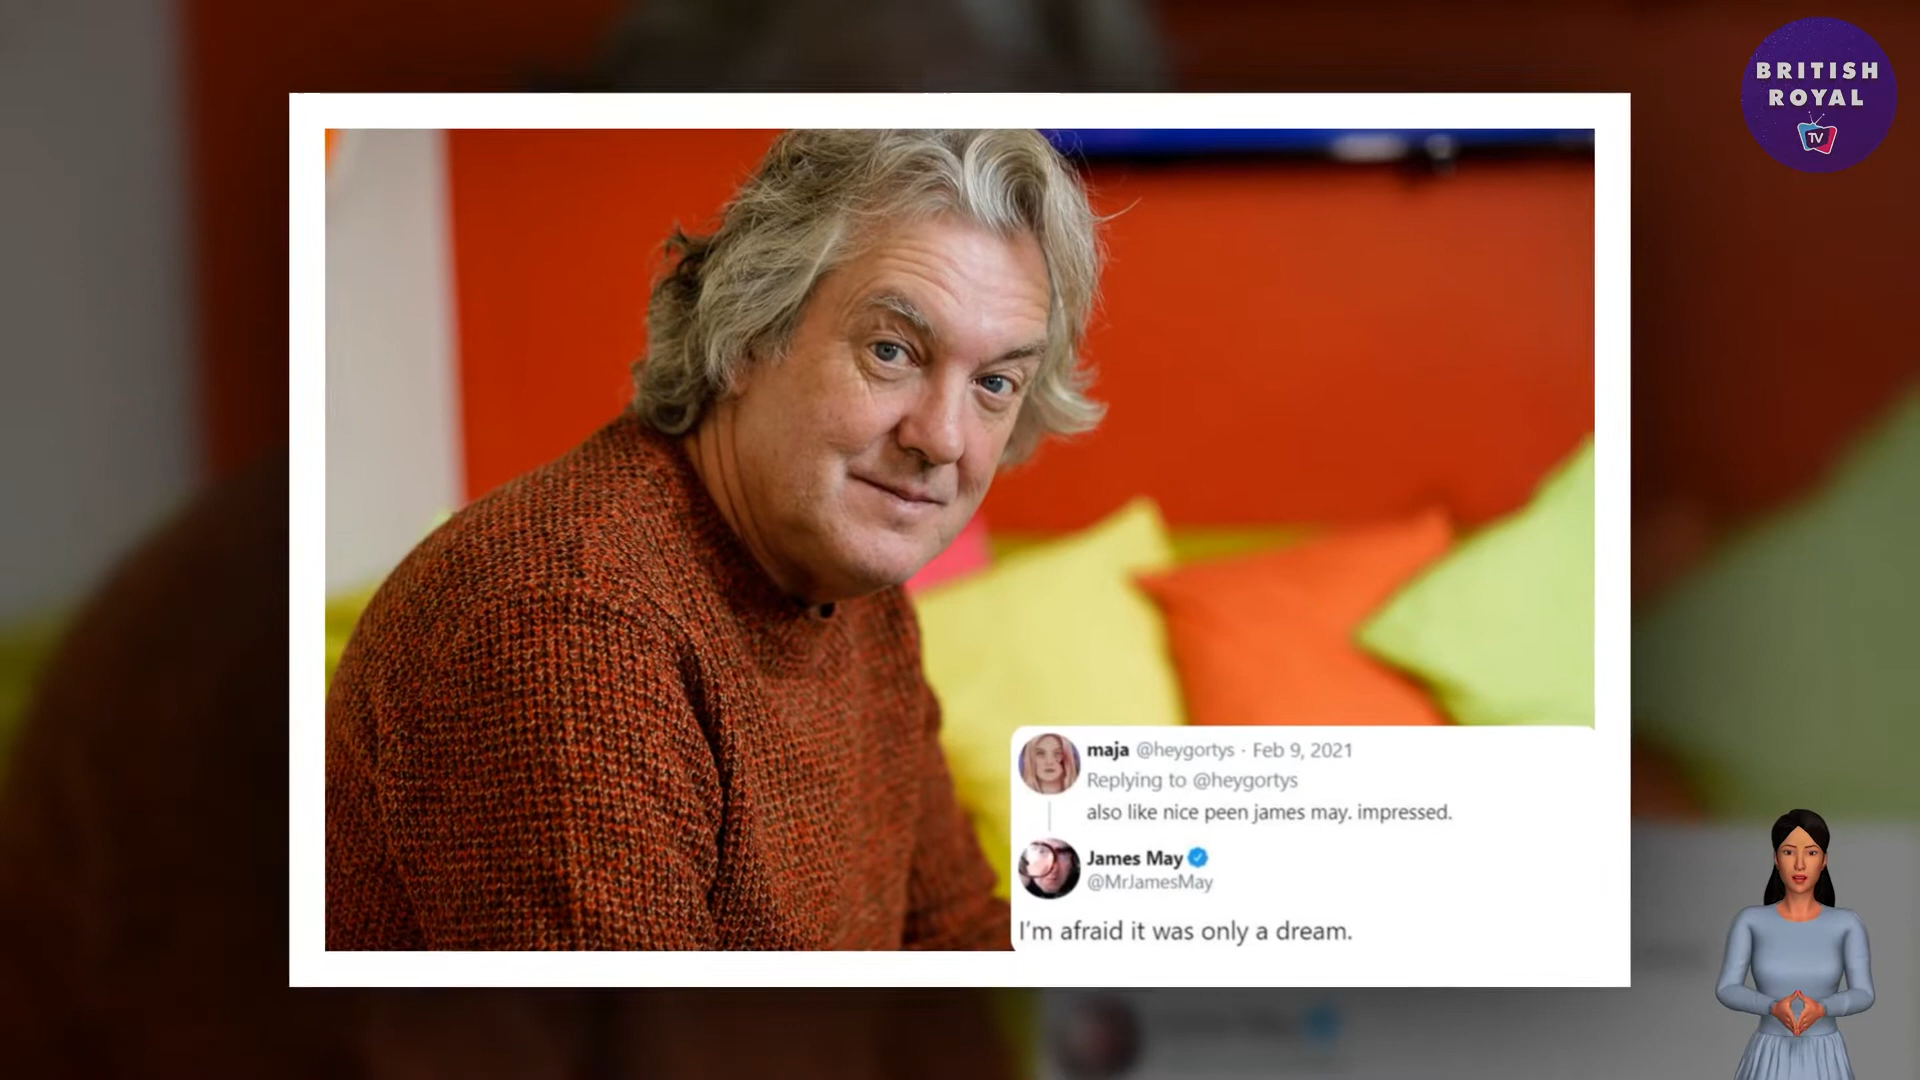 BRITISH
ROYAL
TV
maja @heygortys · Feb 9, 2021
Replying to @heygortys
also like nice peen james may. impressed.
James May
@MrJamesMay
I'm afraid it was only a dream.